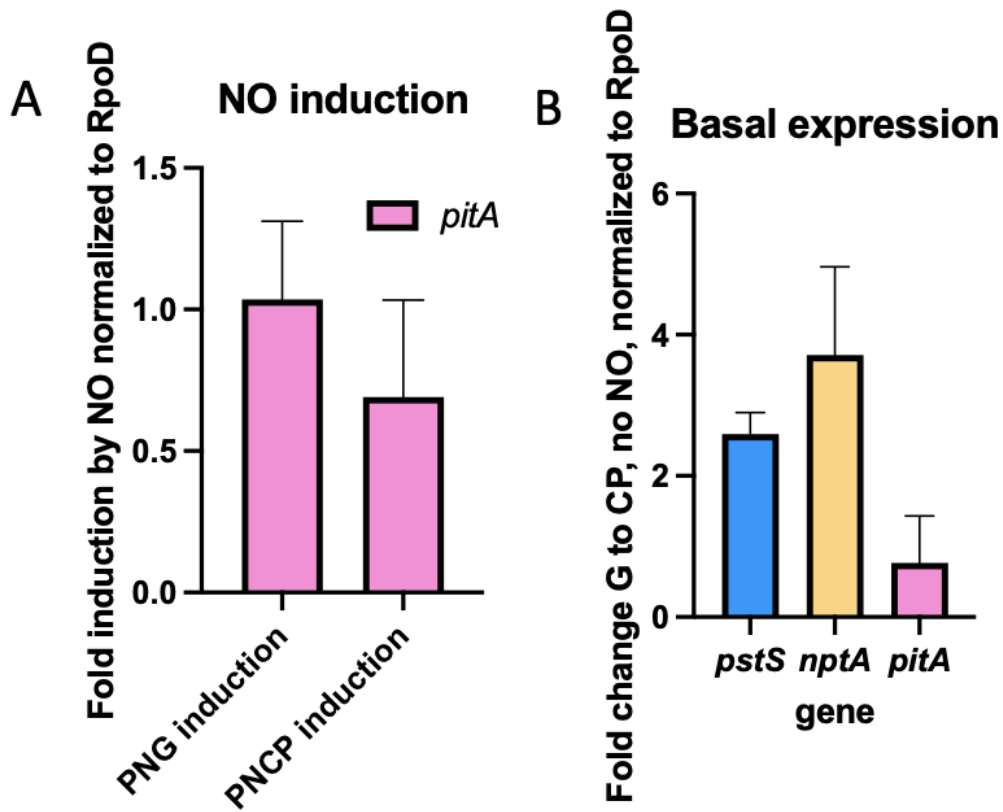 A
NO induction
Fold induction by NO normalized to RpoD
1.5
1.0
0.5
0.0
pitA
PNG induction
PNCP induction
B
Basal expression
Fold change G to CP, no NO, normalized to RpoD
6
4
2
0
pstS nptA pitA
gene